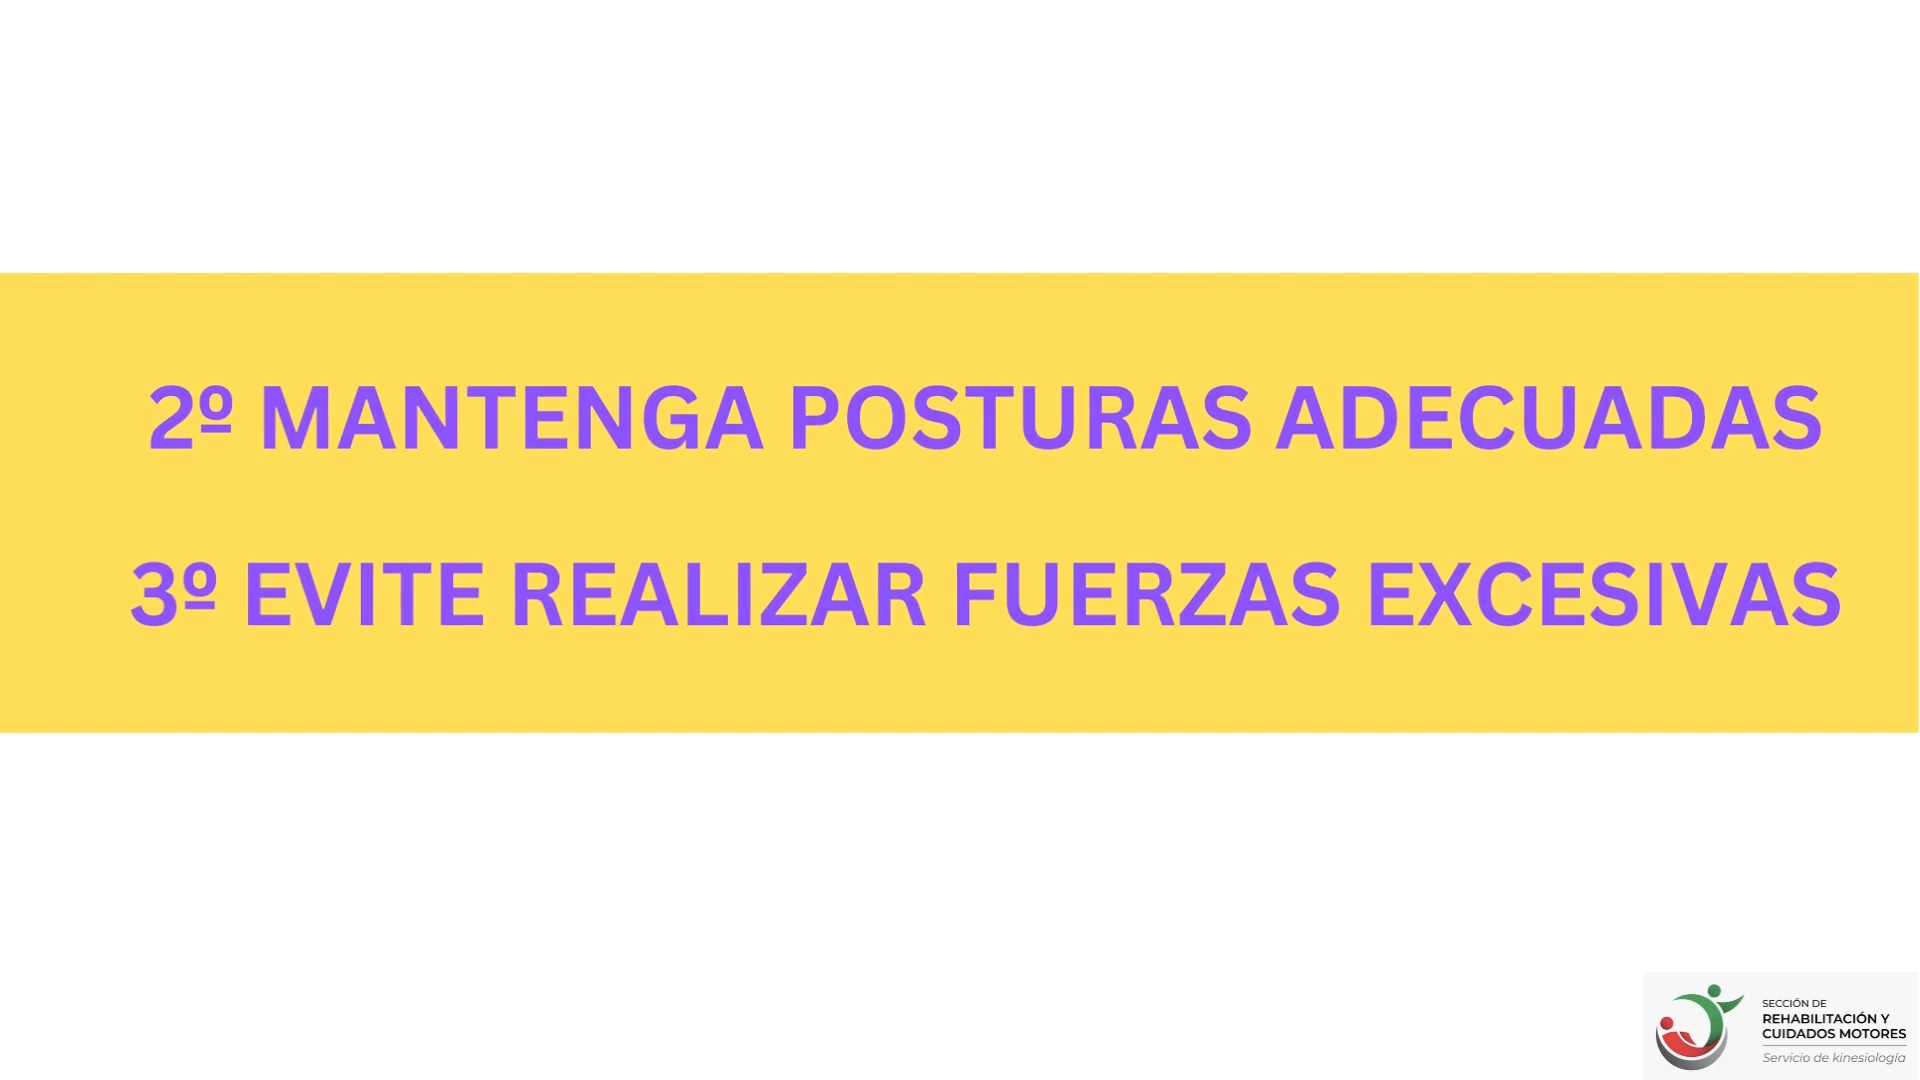 2º MANTENGA POSTURAS ADECUADAS
3º EVITE REALIZAR FUERZAS EXCESIVAS
SECCIÓN DE
REHABILITACIÓN Y
CUIDADOS MOTORES
Servicio de kinesiología